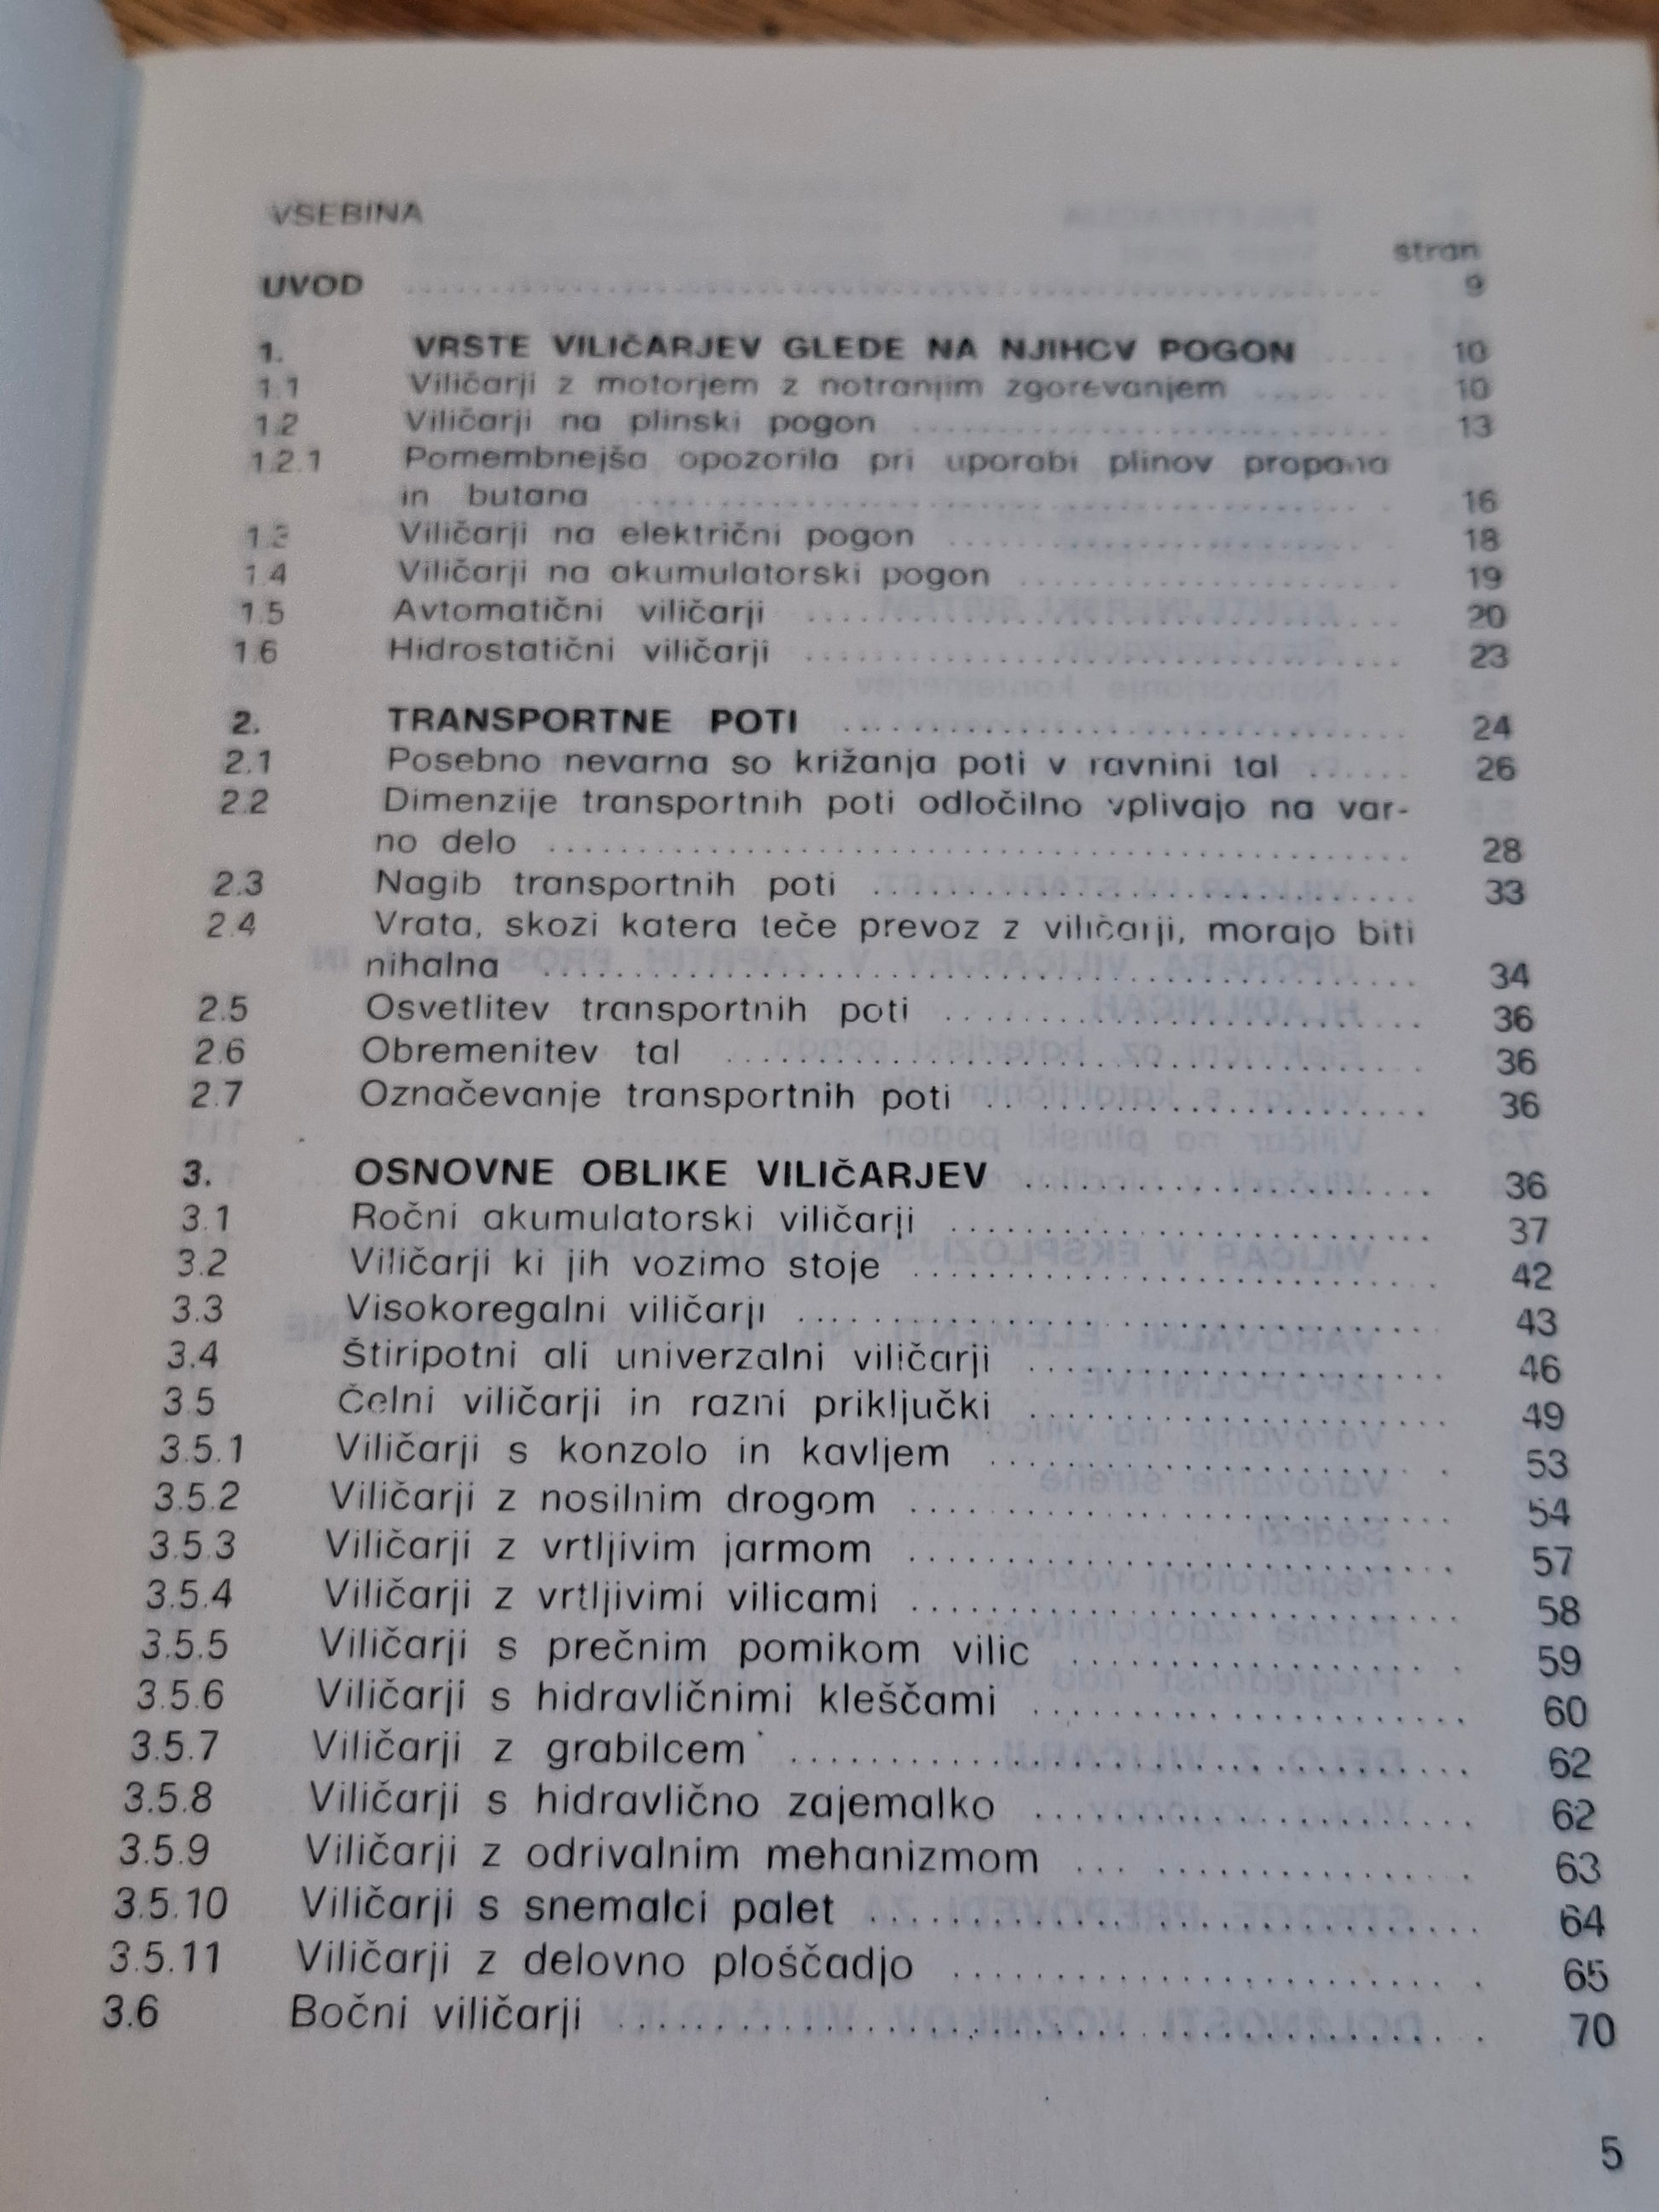 VSEBINA
stran
UVOD ........ 9
1. VRSTE VILIČARJEV GLEDE NA NJIHOV POGON .... 10
1.1 Viličarji z motorjem z notranjim zgorevanjem ...... 10
1.2 Viličarji na plinski pogon ........ 13
1.2.1 Pomembnejša opozorila pri uporabi plinov propana
in butana ........ 16
1.3 Viličarji na električni pogon ........ 18
1.4 Viličarji na akumulatorski pogon ........ 19
1.5 Avtomatični viličarji ........ 20
1.6 Hidrostatični viličarji ........ 23
2. TRANSPORTNE POTI ........ 24
2.1 Posebno nevarna so križanja poti v ravnini tal ...... 26
2.2 Dimenzije transportnih poti odločilno vplivajo na var-
no delo ........ 28
2.3 Nagib transportnih poti ........ 33
2.4 Vrata, skozi katera teče prevoz z viličarji, morajo biti
nihalna ........ 34
2.5 Osvetlitev transportnih poti ........ 36
2.6 Obremenitev tal ........ 36
2.7 Označevanje transportnih poti ........ 36
3. OSNOVNE OBLIKE VILIČARJEV ........ 36
3.1 Ročni akumulatorski viličarji ........ 37
3.2 Viličarji ki jih vozimo stoje ........ 42
3.3 Visokoregalni viličarji ........ 43
3.4 Štiripotni ali univerzalni viličarji ........ 46
3.5 Čelni viličarji in razni priključki ........ 49
3.5.1 Viličarji s konzolo in kavljem ........ 53
3.5.2 Viličarji z nosilnim drogom ........ 54
3.5.3 Viličarji z vrtljivim jarmom ........ 57
3.5.4 Viličarji z vrtljivimi vilicami ........ 58
3.5.5 Viličarji s prečnim pomikom vilic ........ 59
3.5.6 Viličarji s hidravličnimi kleščami ........ 60
3.5.7 Viličarji z grabilcem ........ 62
3.5.8 Viličarji s hidravlično zajemalko ........ 62
3.5.9 Viličarji z odrivalnim mehanizmom ........ 63
3.5.10 Viličarji s snemalci palet ........ 64
3.5.11 Viličarji z delovno ploščadjo ........ 65
3.6 Bočni viličarji ........ 70
5